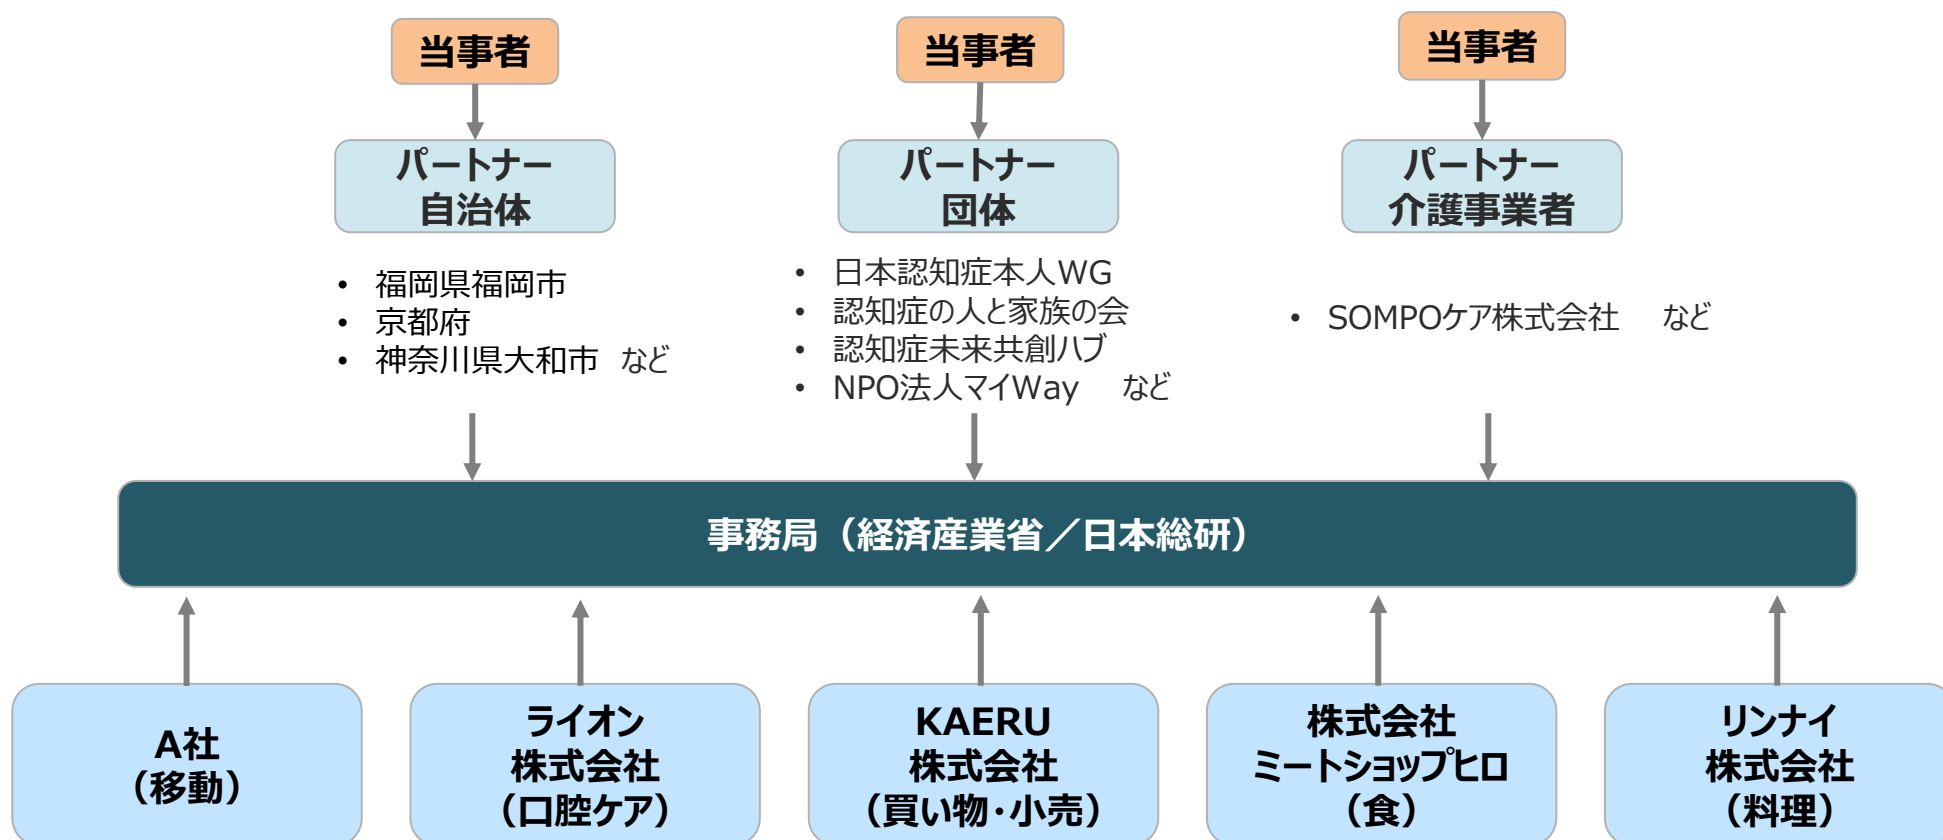 当事者
当事者
当事者
パートナー
自治体
パートナー
団体
パートナー
介護事業者
• 福岡県福岡市
• 京都府
• 神奈川県大和市 など
• 日本認知症本人WG
• 認知症の人と家族の会
• 認知症未来共創ハブ
• NPO法人マイWay など
• SOMPOケア株式会社 など
事務局（経済産業省／日本総研）
A社
（移動）
ライオン
株式会社
（口腔ケア）
KAERU
株式会社
（買い物・小売）
株式会社
ミートショップヒロ
（食）
リンナイ
株式会社
（料理）